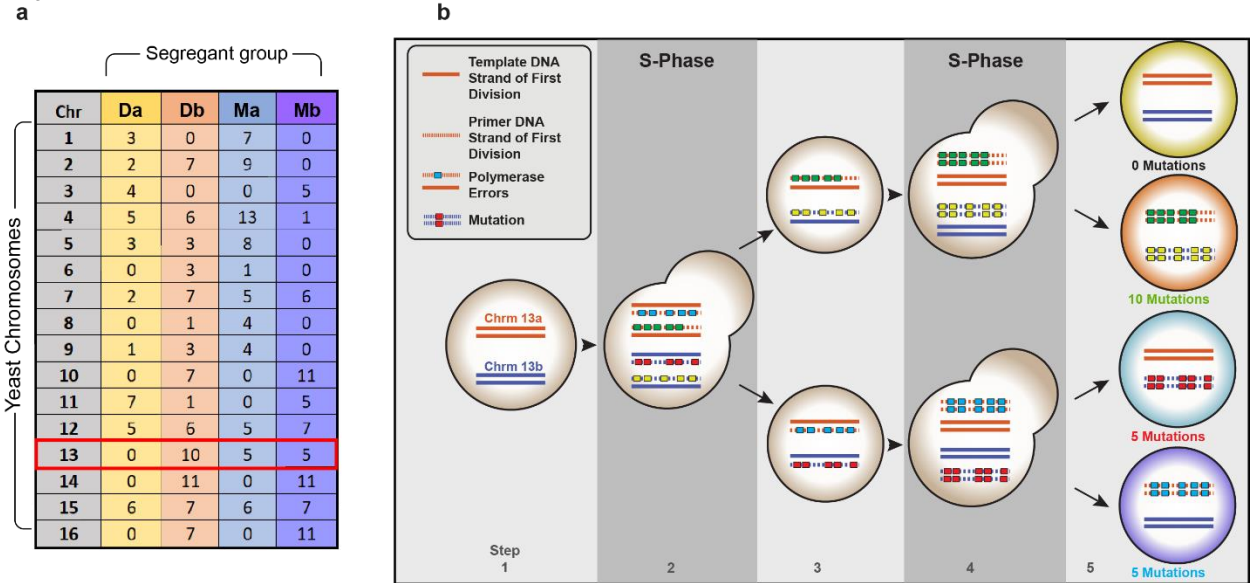 a
Segregant group
Yeast Chromosomes
Chr Da Db Ma Mb
1 3 0 7 0
2 2 7 9 0
3 4 0 0 5
4 5 6 13 1
5 3 3 8 0
6 0 3 1 0
7 2 7 5 6
8 0 1 4 0
9 1 3 4 0
10 0 7 0 11
11 7 1 0 5
12 5 6 5 7
13 0 10 5 5
14 0 11 0 11
15 6 7 6 7
16 0 7 0 11
b
Template DNA
Strand of First
Division
Primer DNA
Strand of First
Division
Polymerase
Errors
Mutation
S-Phase
S-Phase
Chrm 13a
Chrm 13b
0 Mutations
10 Mutations
5 Mutations
5 Mutations
Step
1 2 3 4 5